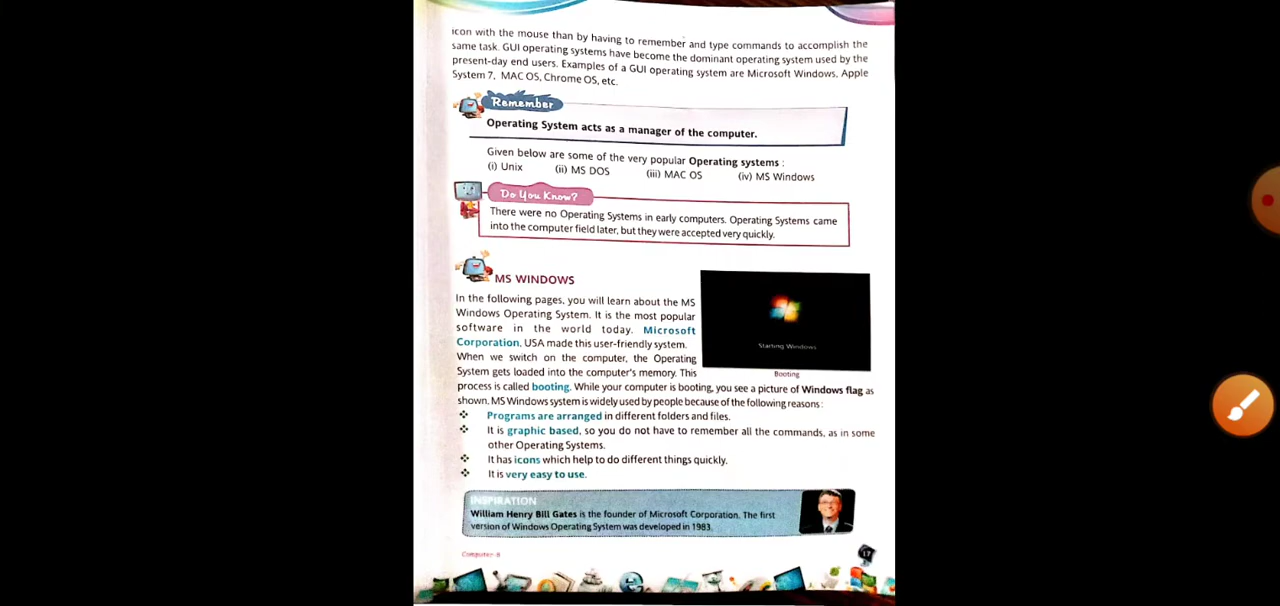 icon with the mouse than by having to remember and type commands to accomplish the
same task. GUI operating systems have become the dominant operating system used by the
present-day end users. Examples of a GUI operating system are Microsoft Windows, Apple
System 7, MAC OS, Chrome OS, etc.
Remember
Operating System acts as a manager of the computer.
Given below are some of the very popular Operating systems :
(i) Unix (ii) MS DOS (iii) MAC OS (iv) MS Windows
Do You Know?
There were no Operating Systems in early computers. Operating Systems came
into the computer field later, but they were accepted very quickly.
MS WINDOWS
In the following pages, you will learn about the MS
Windows Operating System. It is the most popular
software in the world today. Microsoft
Corporation, USA made this user-friendly system.
When we switch on the computer, the Operating
System gets loaded into the computer's memory. This
Starting Windows
Booting
process is called booting. While your computer is booting, you see a picture of Windows flag as
shown. MS Windows system is widely used by people because of the following reasons :
❖ Programs are arranged in different folders and files.
❖ It is graphic based, so you do not have to remember all the commands, as in some
other Operating Systems.
❖ It has icons which help to do different things quickly.
❖ It is very easy to use.
INSPIRATION
William Henry Bill Gates is the founder of Microsoft Corporation. The first
version of Windows Operating System was developed in 1983.
17